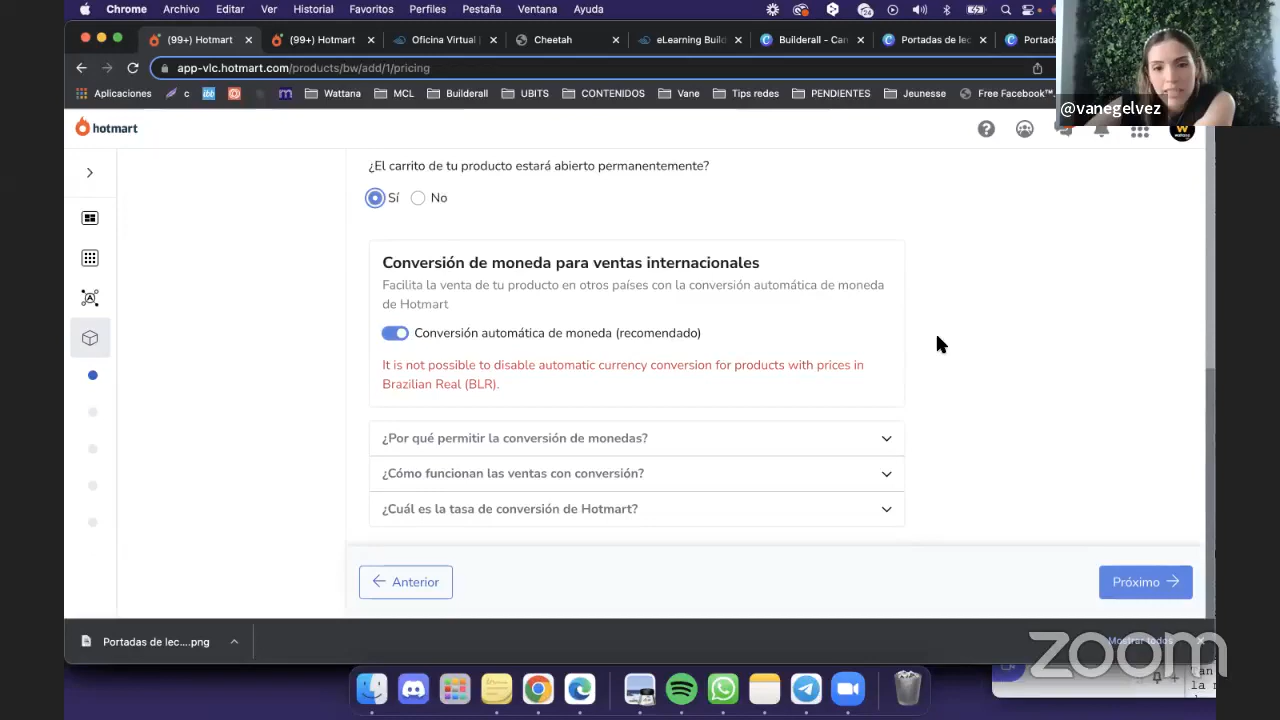 Chrome Archivo Editar Ver Historial Favoritos Perfiles Pestaña Ventana Ayuda
(99+) Hotmart
(99+) Hotmart
Oficina Virtual |
Cheetah
eLearning Buil
Builderall - Can
Portadas de lec
Portada
app-vlc.hotmart.com/products/bw/add/1/pricing
Aplicaciones c Wattana MCL Builderall UBITS CONTENIDOS Vane Tips redes PENDIENTES Jeunesse Free Facebook™
@vanegelvez
hotmart
¿El carrito de tu producto estará abierto permanentemente?
Sí No
Conversión de moneda para ventas internacionales
Facilita la venta de tu producto en otros países con la conversión automática de moneda
de Hotmart
Conversión automática de moneda (recomendado)
It is not possible to disable automatic currency conversion for products with prices in
Brazilian Real (BLR).
¿Por qué permitir la conversión de monedas?
¿Cómo funcionan las ventas con conversión?
¿Cuál es la tasa de conversión de Hotmart?
Anterior
Próximo
Portadas de lec....png
Mostrar todos
zoom